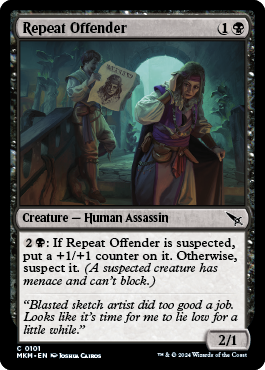 Repeat Offender 1
Creature — Human Assassin
2 : If Repeat Offender is suspected,
put a +1/+1 counter on it. Otherwise,
suspect it. (A suspected creature has
menace and can't block.)
"Blasted sketch artist did too good a job.
Looks like it's time for me to lie low for a
little while."
2/1
C 0101
MKM • EN Joshua Cairos
™ & © 2024 Wizards of the Coast